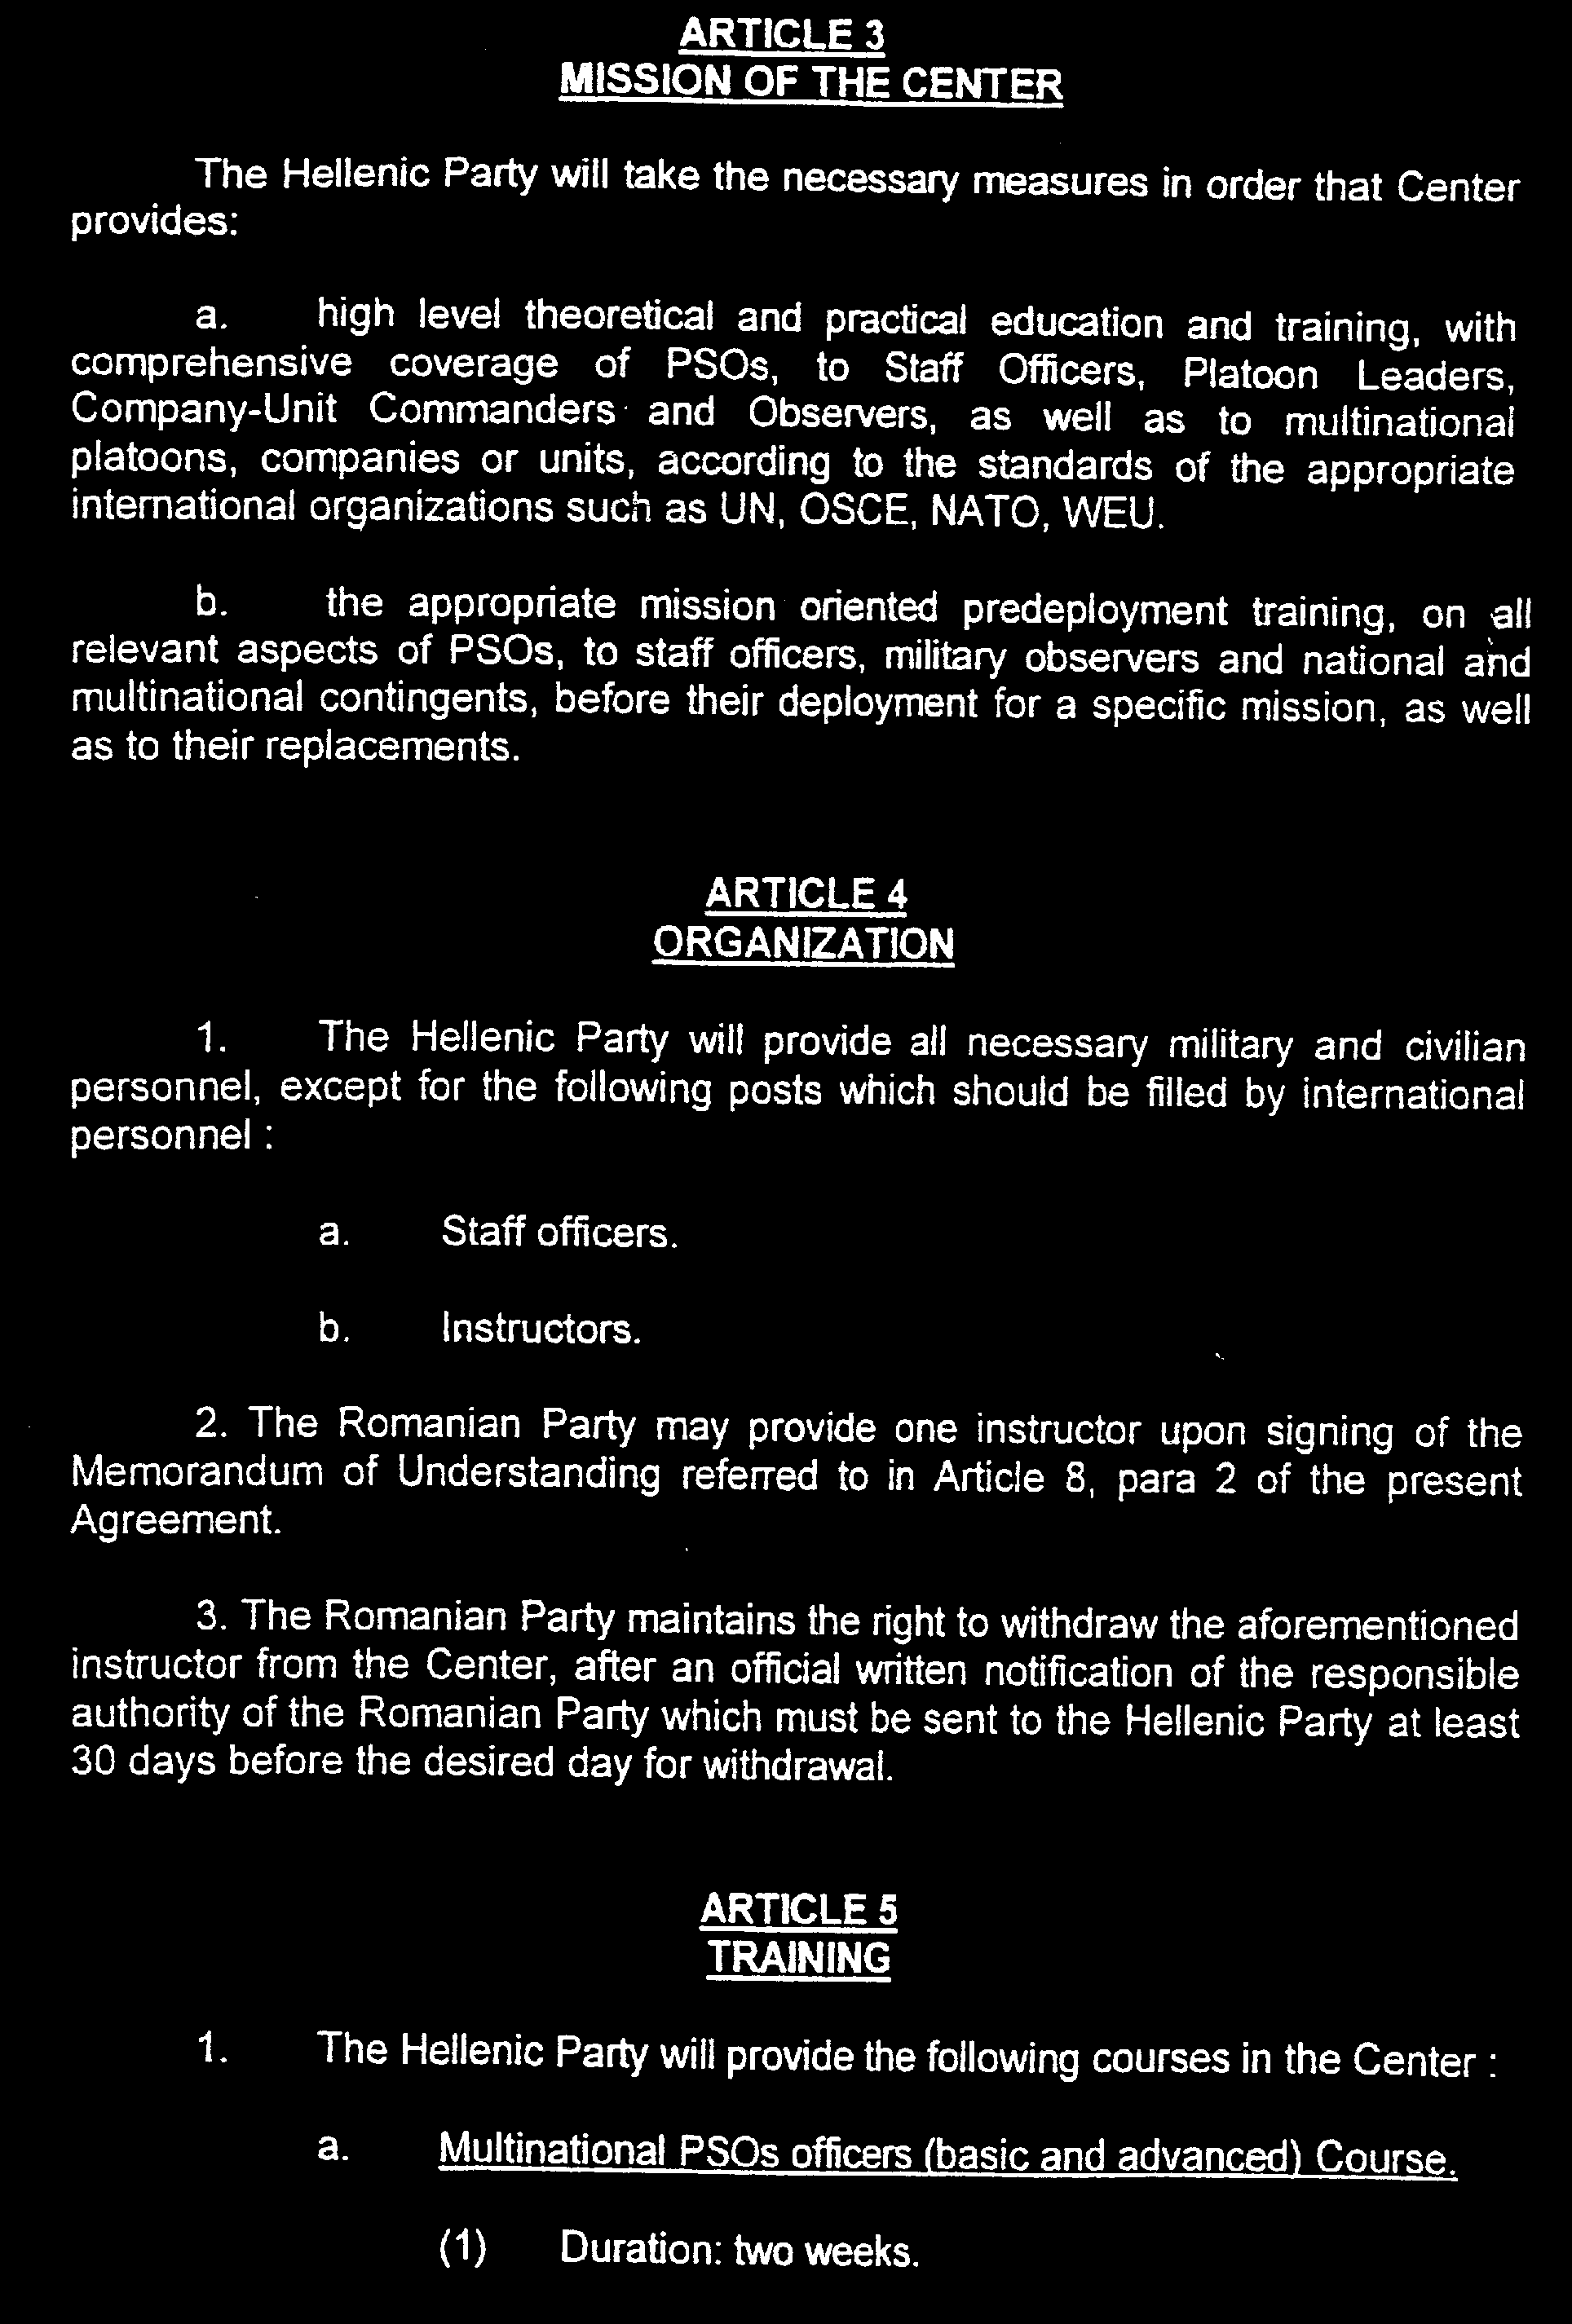 ARTICLE 3
MISSION OF THE CENTER
The Hellenic Party will take the necessary measures in order that Center
provides:
a. high level theoretical and practical education and training, with
comprehensive coverage of PSOs, to Staff Officers, Platoon Leaders,
Company-Unit Commanders and Observers, as well as to multinational
platoons, companies or units, according to the standards of the appropriate
international organizations such as UN, OSCE, NATO, WEU.
b. the appropriate mission oriented predeployment training, on all
relevant aspects of PSOs, to staff officers, military observers and national and
multinational contingents, before their deployment for a specific mission, as well
as to their replacements.
ARTICLE 4
ORGANIZATION
1. The Hellenic Party will provide all necessary military and civilian
personnel, except for the following posts which should be filled by international
personnel :
a. Staff officers.
b. Instructors.
2. The Romanian Party may provide one instructor upon signing of the
Memorandum of Understanding referred to in Article 8, para 2 of the present
Agreement.
3. The Romanian Party maintains the right to withdraw the aforementioned
instructor from the Center, after an official written notification of the responsible
authority of the Romanian Party which must be sent to the Hellenic Party at least
30 days before the desired day for withdrawal.
ARTICLE 5
TRAINING
1. The Hellenic Party will provide the following courses in the Center :
a. Multinational PSOs officers (basic and advanced) Course.
(1) Duration: two weeks.